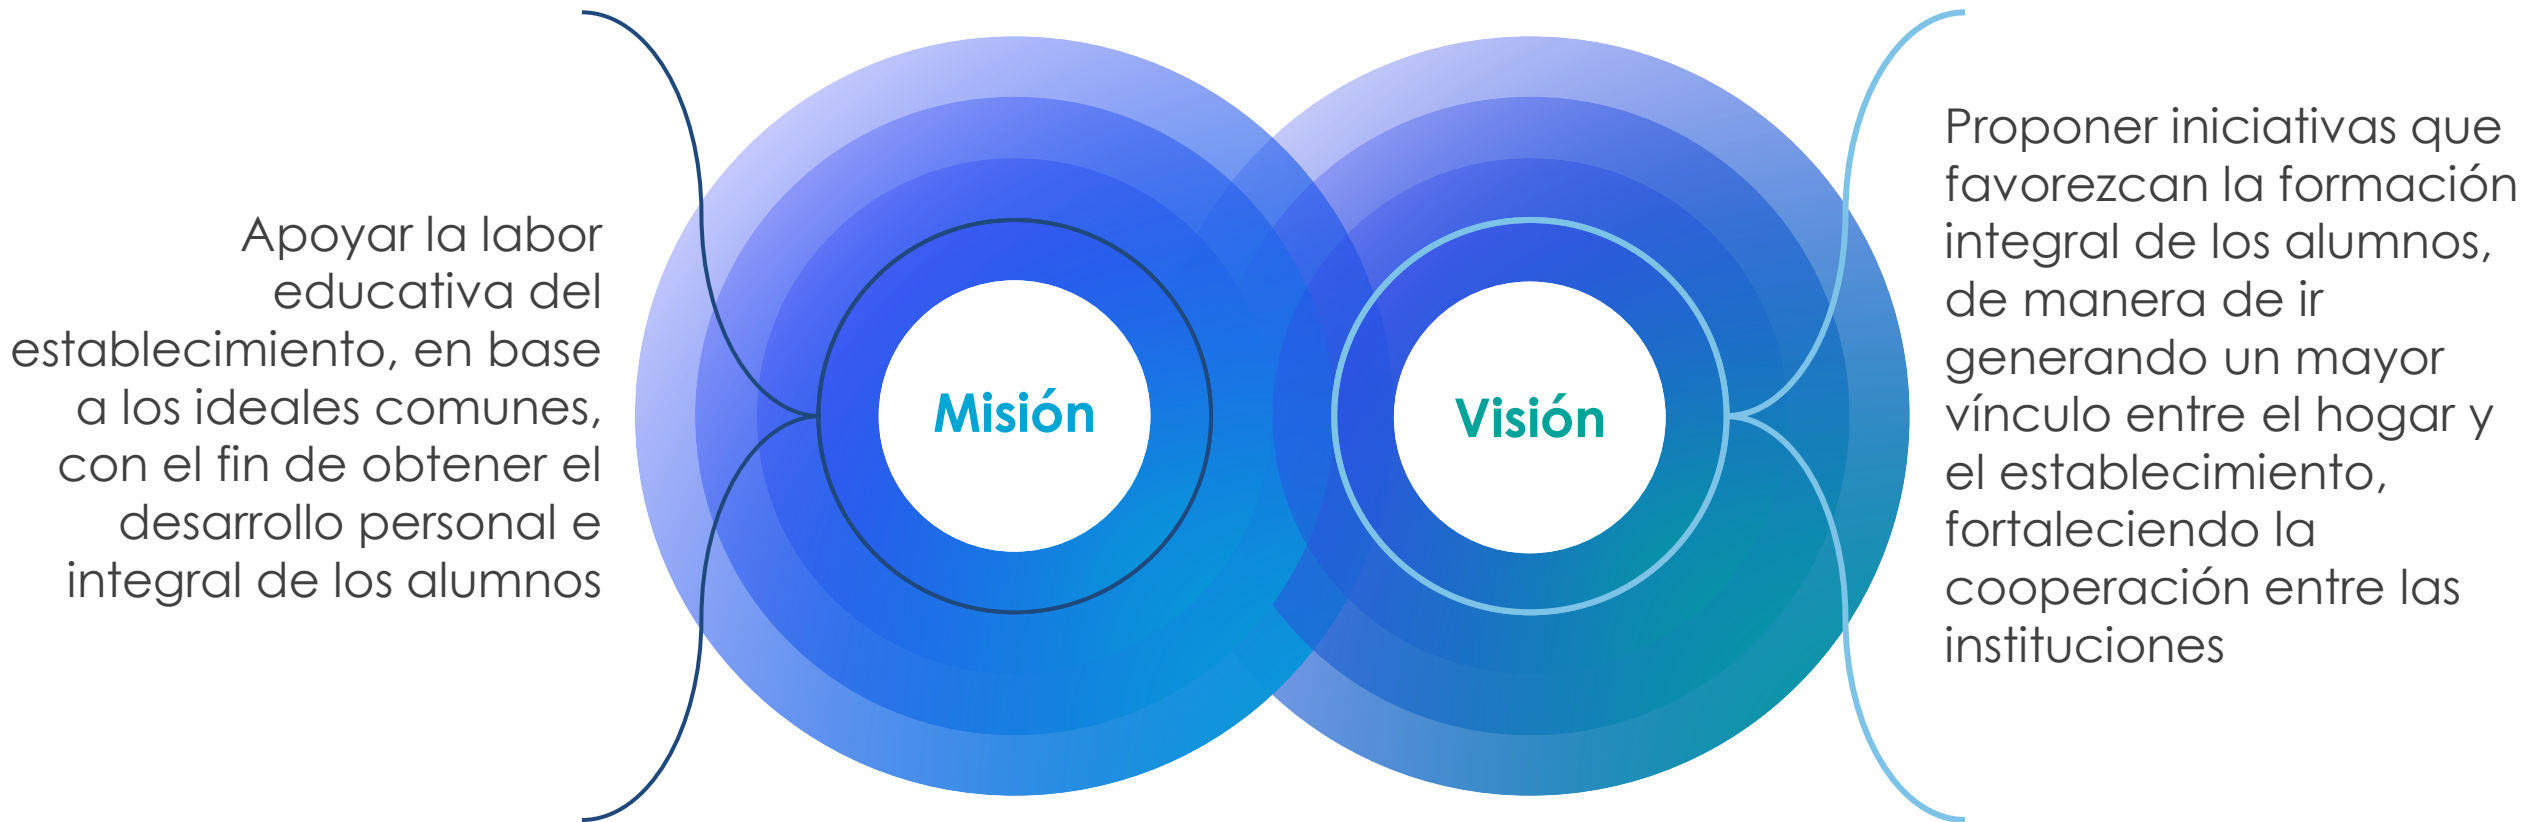 Apoyar la labor
educativa del
establecimiento, en base
a los ideales comunes,
con el fin de obtener el
desarrollo personal e
integral de los alumnos
Misión
Visión
Proponer iniciativas que
favorezcan la formación
integral de los alumnos,
de manera de ir
generando un mayor
vínculo entre el hogar y
el establecimiento,
fortaleciendo la
cooperación entre las
instituciones